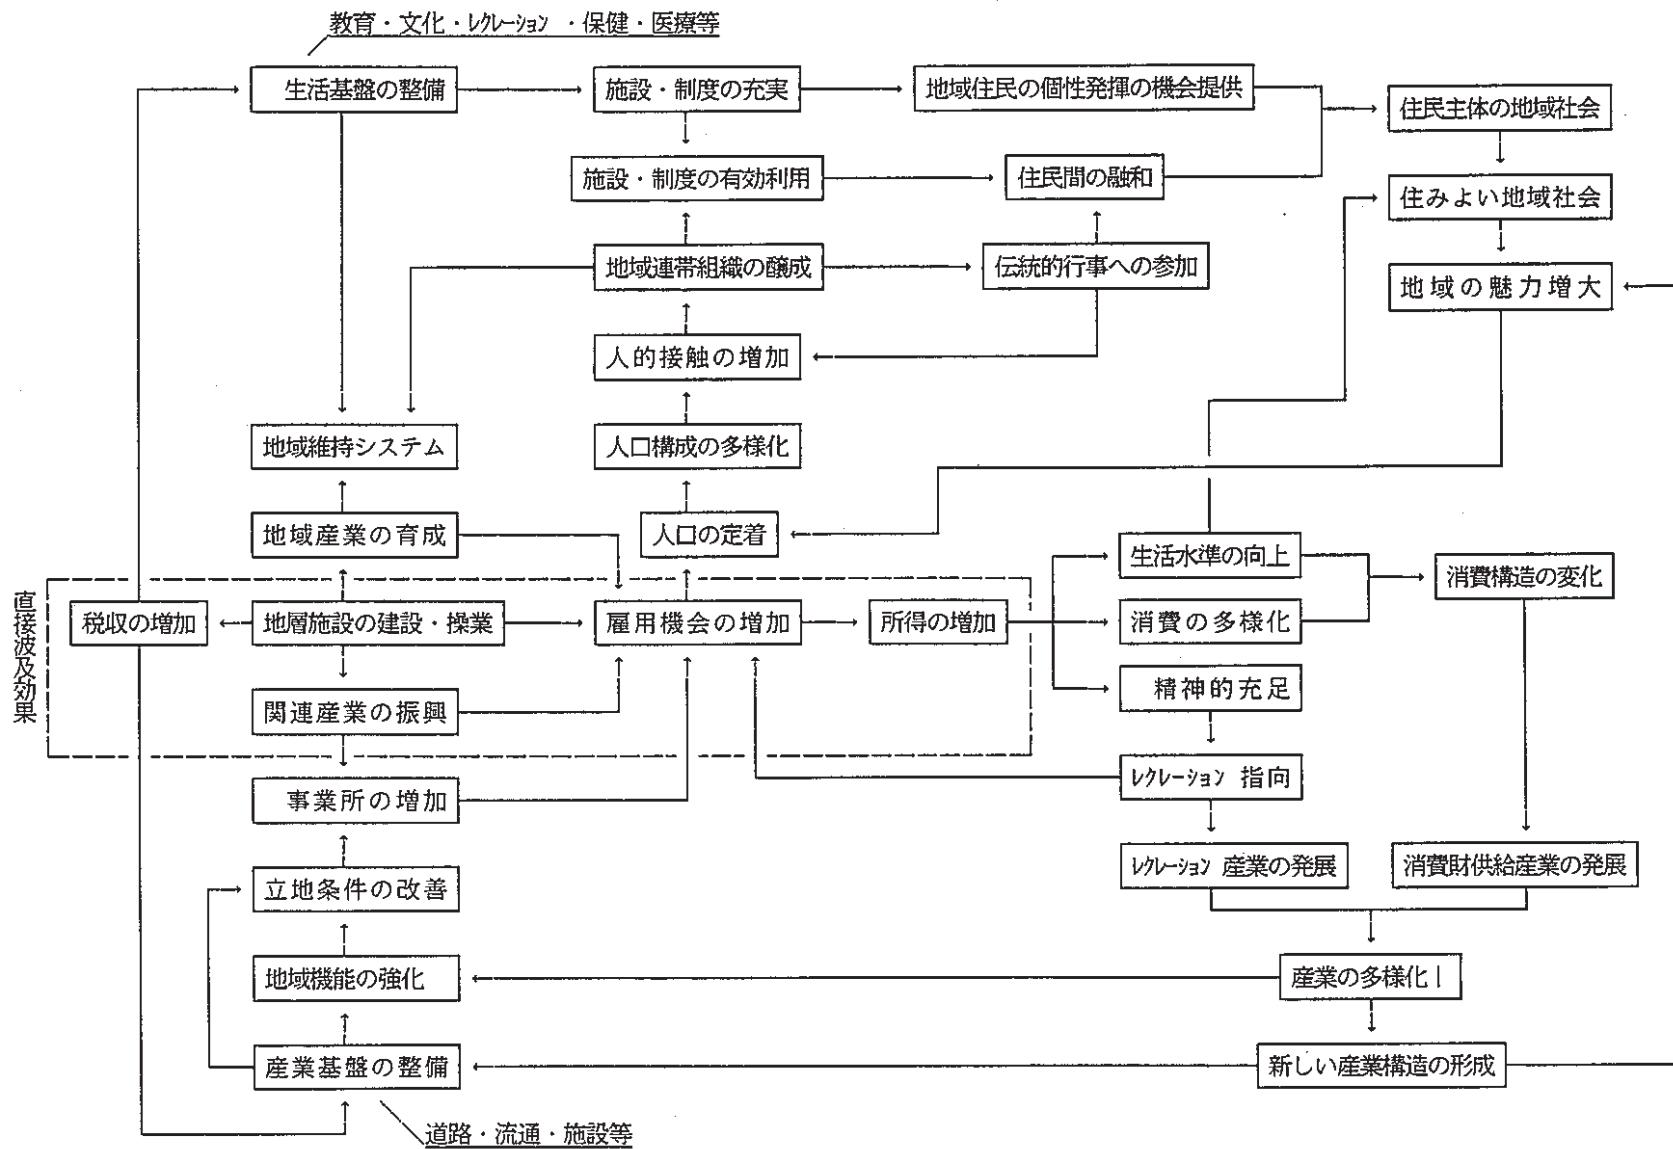 教育・文化・ﾚｸﾚｰｼｮﾝ ・保健・医療等
生活基盤の整備
施設・制度の充実
地域住民の個性発揮の機会提供
住民主体の地域社会
施設・制度の有効利用
住民間の融和
住みよい地域社会
地域連帯組織の醸成
伝統的行事への参加
地域の魅力増大
人的接触の増加
地域維持システム
人口構成の多様化
地域産業の育成
人口の定着
生活水準の向上
消費構造の変化
直接波及効果
税収の増加
地層施設の建設・操業
雇用機会の増加
所得の増加
消費の多様化
精神的充足
関連産業の振興
ﾚｸﾚｰｼｮﾝ 指向
事業所の増加
ﾚｸﾚｰｼｮﾝ 産業の発展
消費財供給産業の発展
立地条件の改善
地域機能の強化
産業の多様化
産業基盤の整備
新しい産業構造の形成
道路・流通・施設等